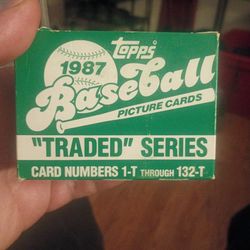 topps
1987
Baseball
PICTURE CARDS
"TRADED" SERIES
CARD NUMBERS 1-T THROUGH 132-T